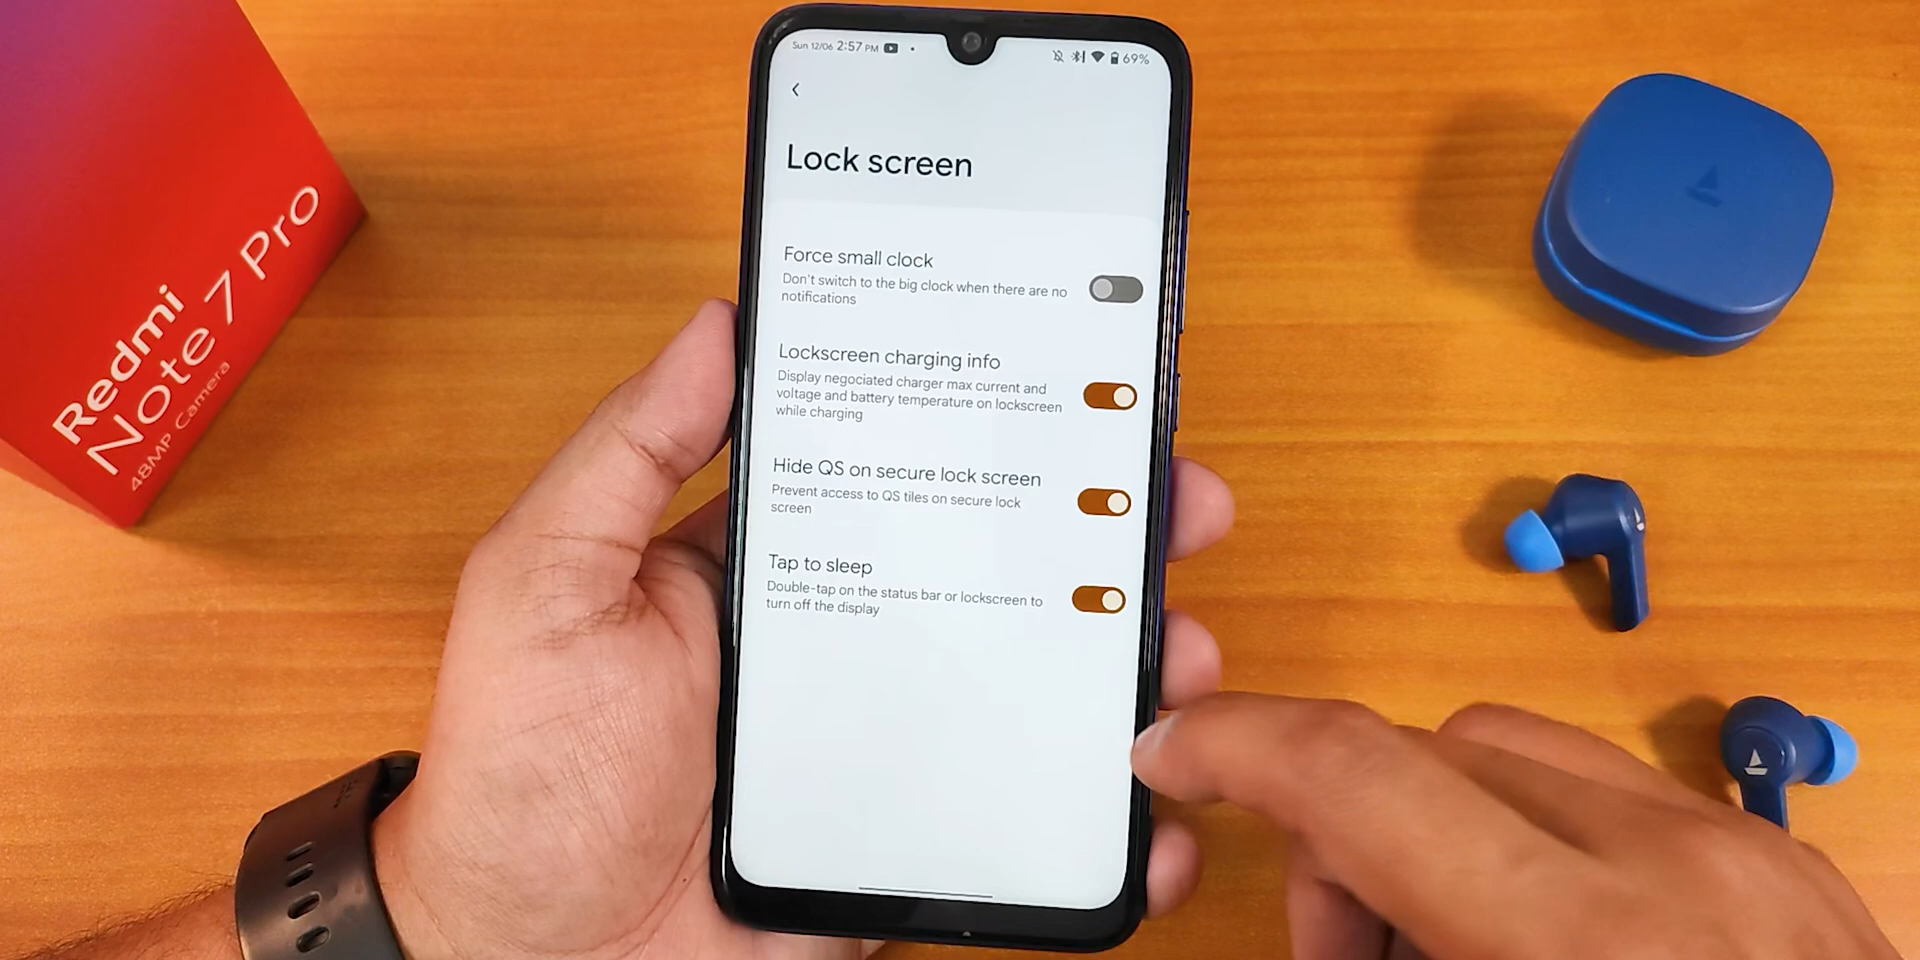 Redmi
Note 7 Pro
48MP Camera
Sun 12/06 2:57 PM
69%
Lock screen
Force small clock
Don't switch to the big clock when there are no
notifications
Lockscreen charging info
Display negociated charger max current and
voltage and battery temperature on lockscreen
while charging
Hide QS on secure lock screen
Prevent access to QS tiles on secure lock
screen
Tap to sleep
Double-tap on the status bar or lockscreen to
turn off the display